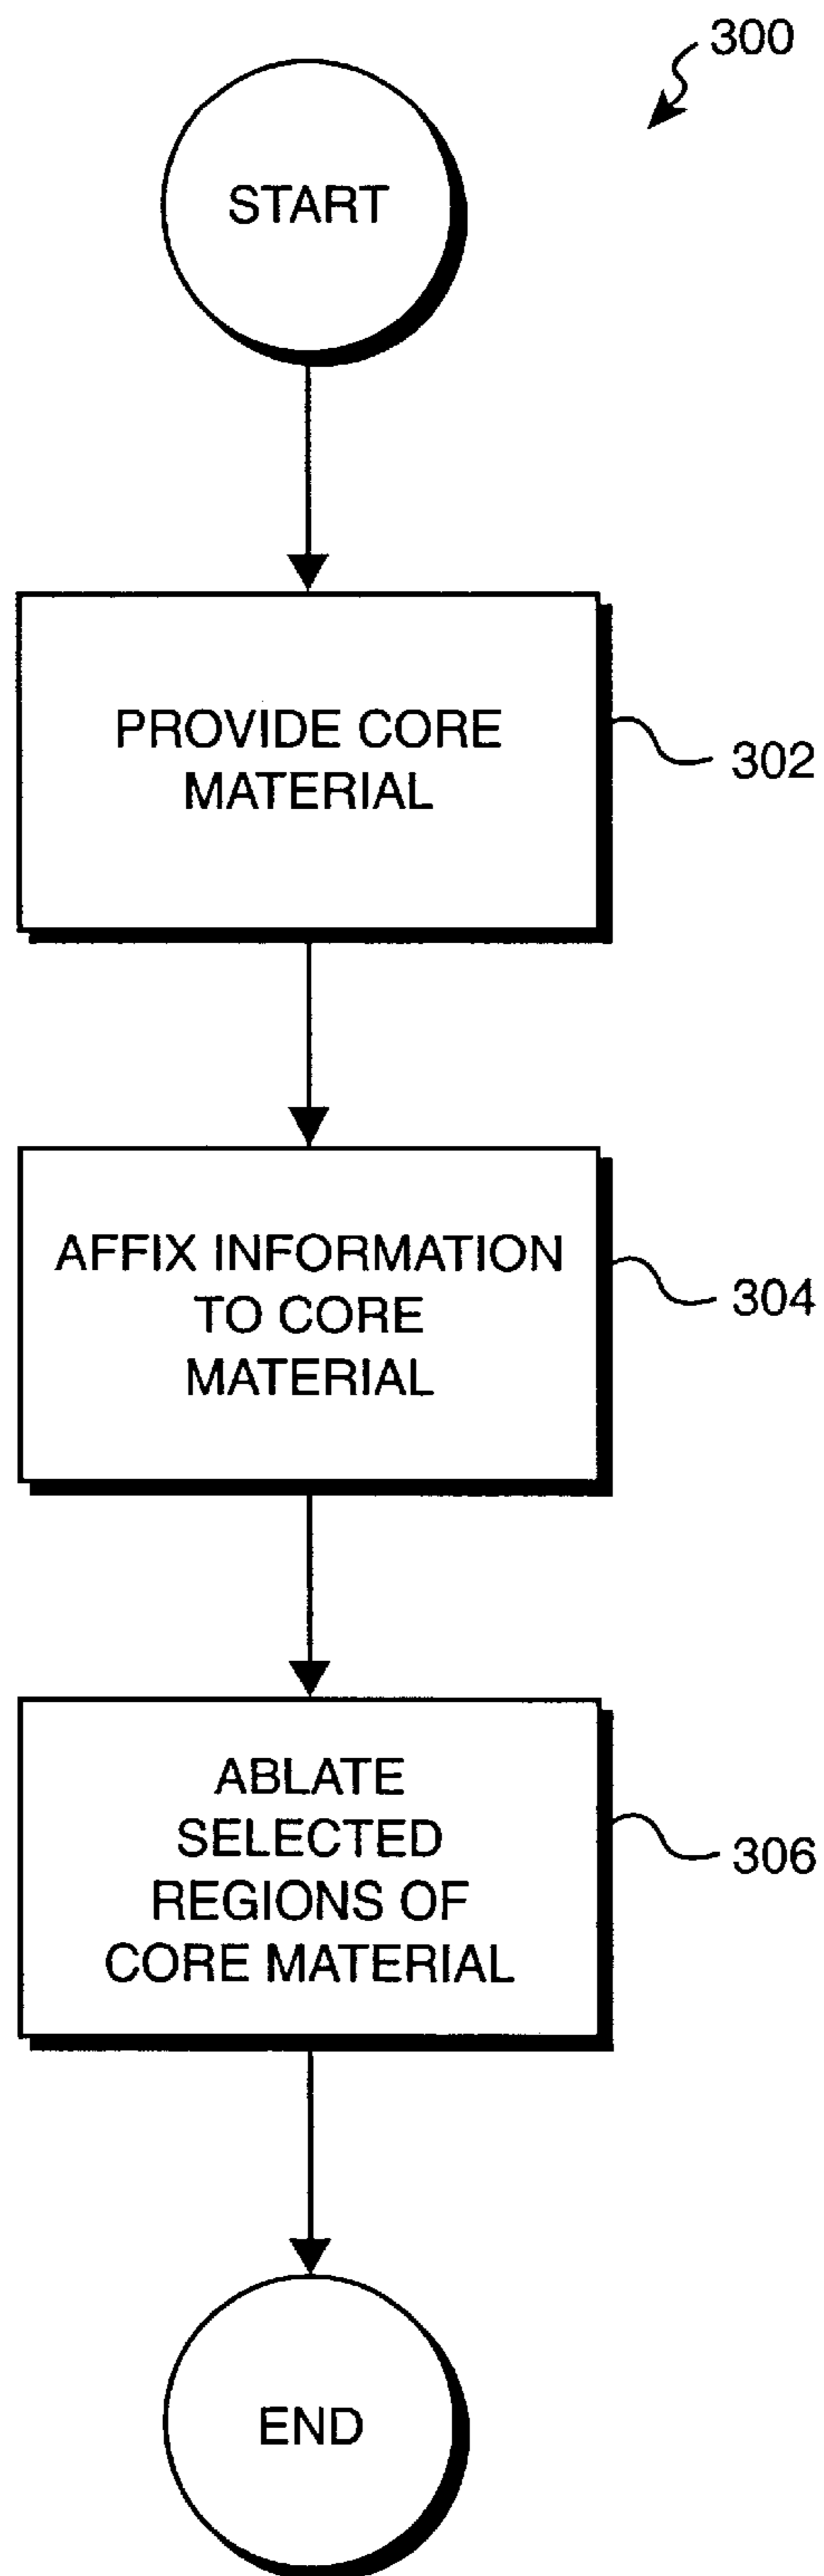 300
START
PROVIDE CORE
MATERIAL
302
AFFIX INFORMATION
TO CORE
MATERIAL
304
ABLATE
SELECTED
REGIONS OF
CORE MATERIAL
306
END